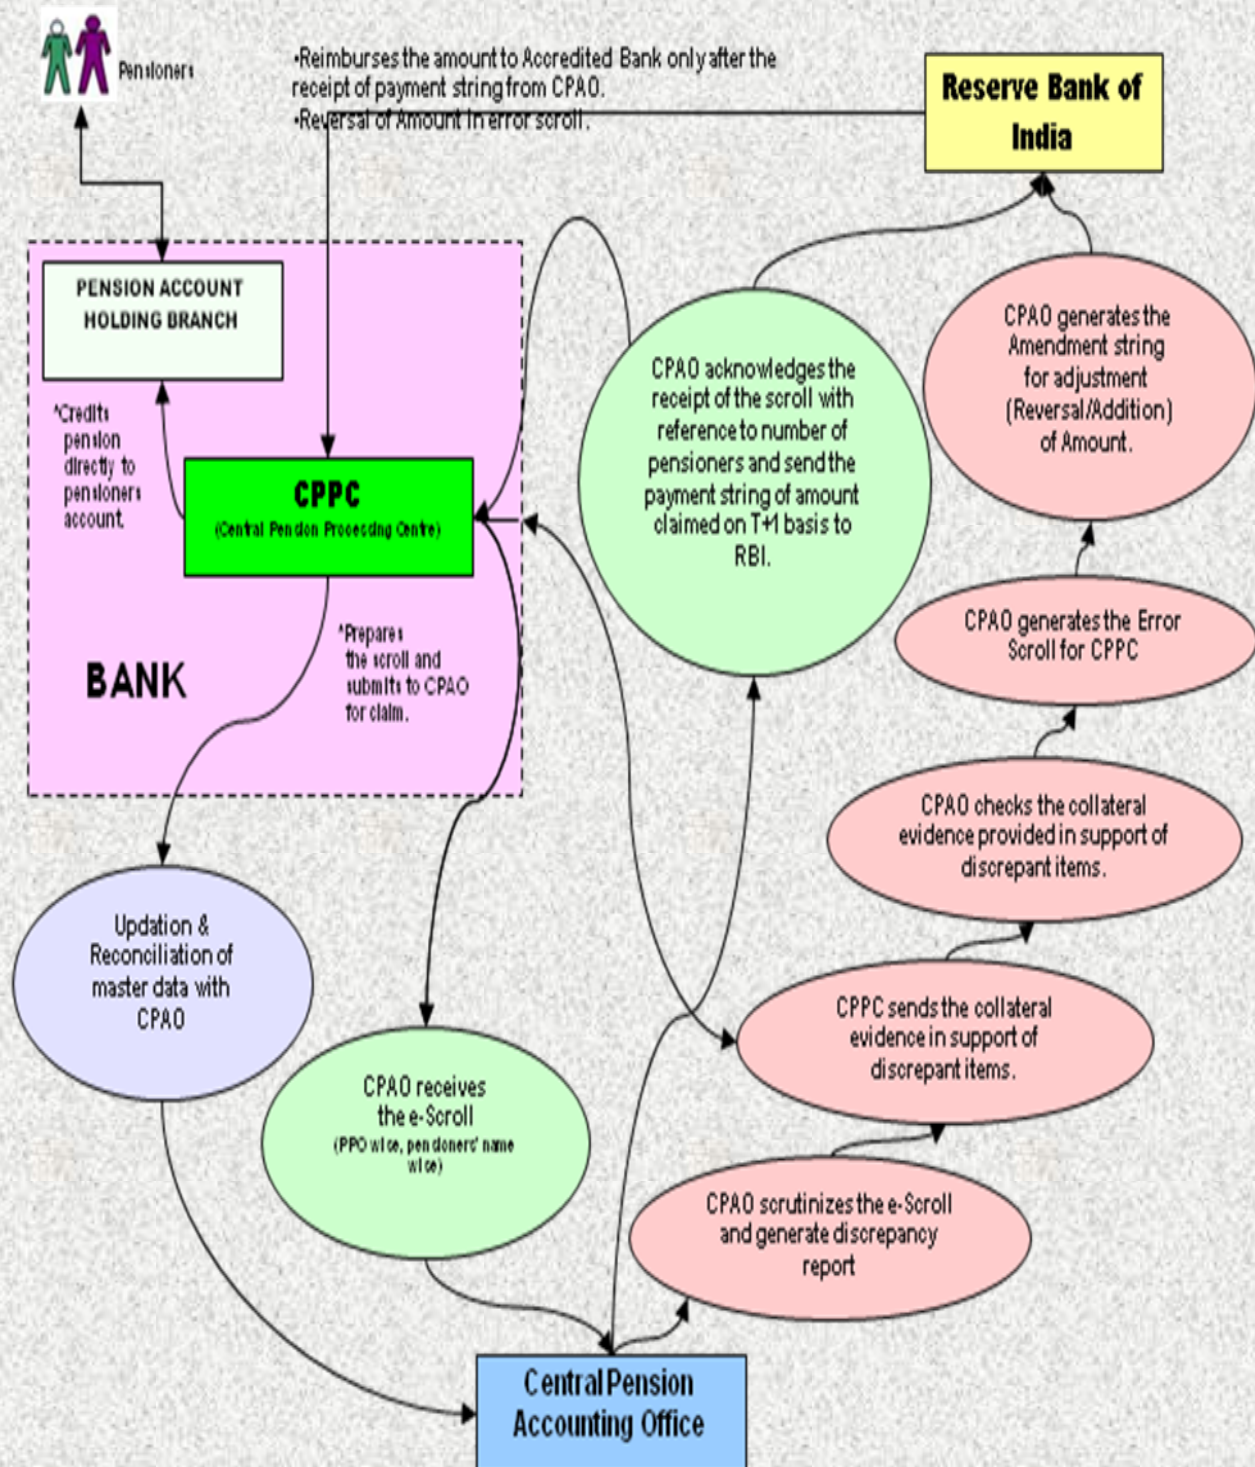 Pensioners
•Reimburses the amount to Accredited Bank only after the
receipt of payment string from CPAO.
•Reversal of Amount in error scroll.
Reserve Bank of
India
PENSION ACCOUNT
HOLDING BRANCH
*Credits
pension
directly to
pensioners
account.
CPPC
(Central Pension Processing Centre)
*Prepares
the scroll and
submits to CPAO
for claim.
BANK
CPAO acknowledges the
receipt of the scroll with
reference to number of
pensioners and send the
payment string of amount
claimed on T+1 basis to
RBI.
CPAO generates the
Amendment string
for adjustment
(Reversal/Addition)
of Amount.
CPAO generates the Error
Scroll for CPPC
CPAO checks the collateral
evidence provided in support of
discrepant items.
CPPC sends the collateral
evidence in support of
discrepant items.
CPAO scrutinizes the e-Scroll
and generate discrepancy
report
Updation &
Reconciliation of
master data with
CPAO
CPAO receives
the e-Scroll
(PPO wise, pensioners' name
wise)
Central Pension
Accounting Office